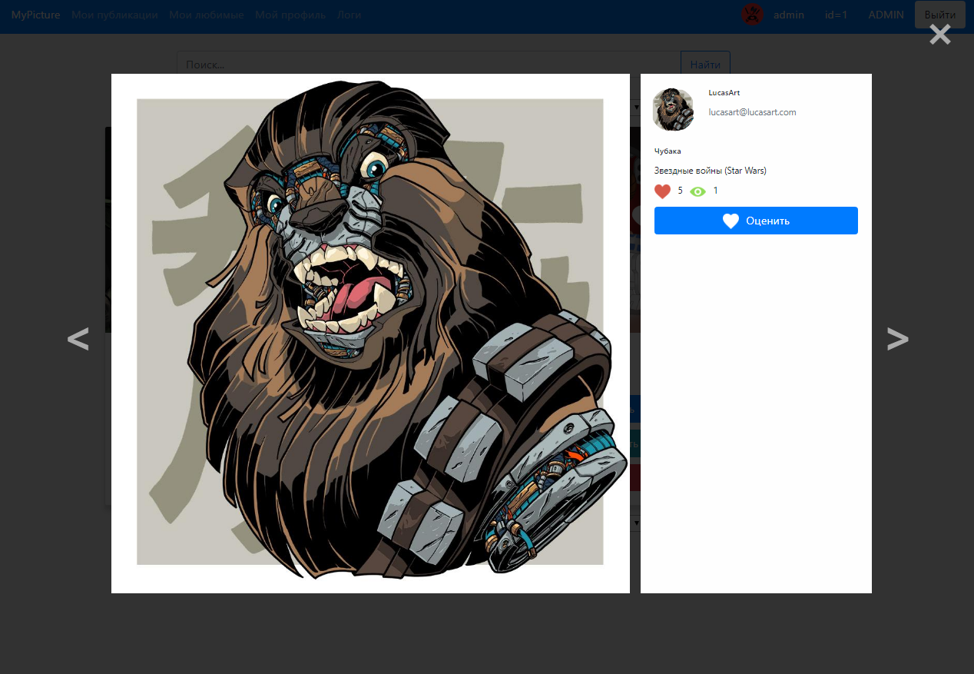 MyPicture Мои публикации Мои любимые Мой профиль Логи admin id=1 ADMIN Выйти
×
Поиск... Найти
LucasArt
lucasart@lucasart.com
Чубака
Звездные войны (Star Wars)
5 1
Оценить
< >